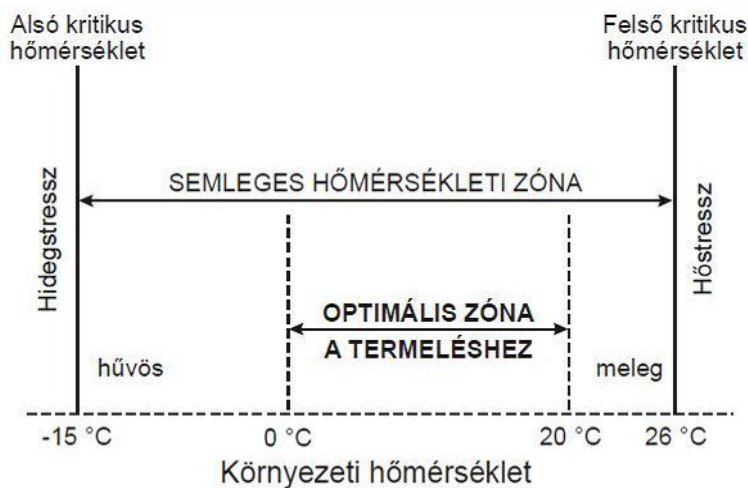 Alsó kritikus
hőmérséklet
Felső kritikus
hőmérséklet
Hidegstressz
SEMLEGES HŐMÉRSÉKLETI ZÓNA
Hőstressz
OPTIMÁLIS ZÓNA
A TERMELÉSHEZ
hűvös
meleg
-15 °C
0 °C
20 °C
26 °C
Környezeti hőmérséklet